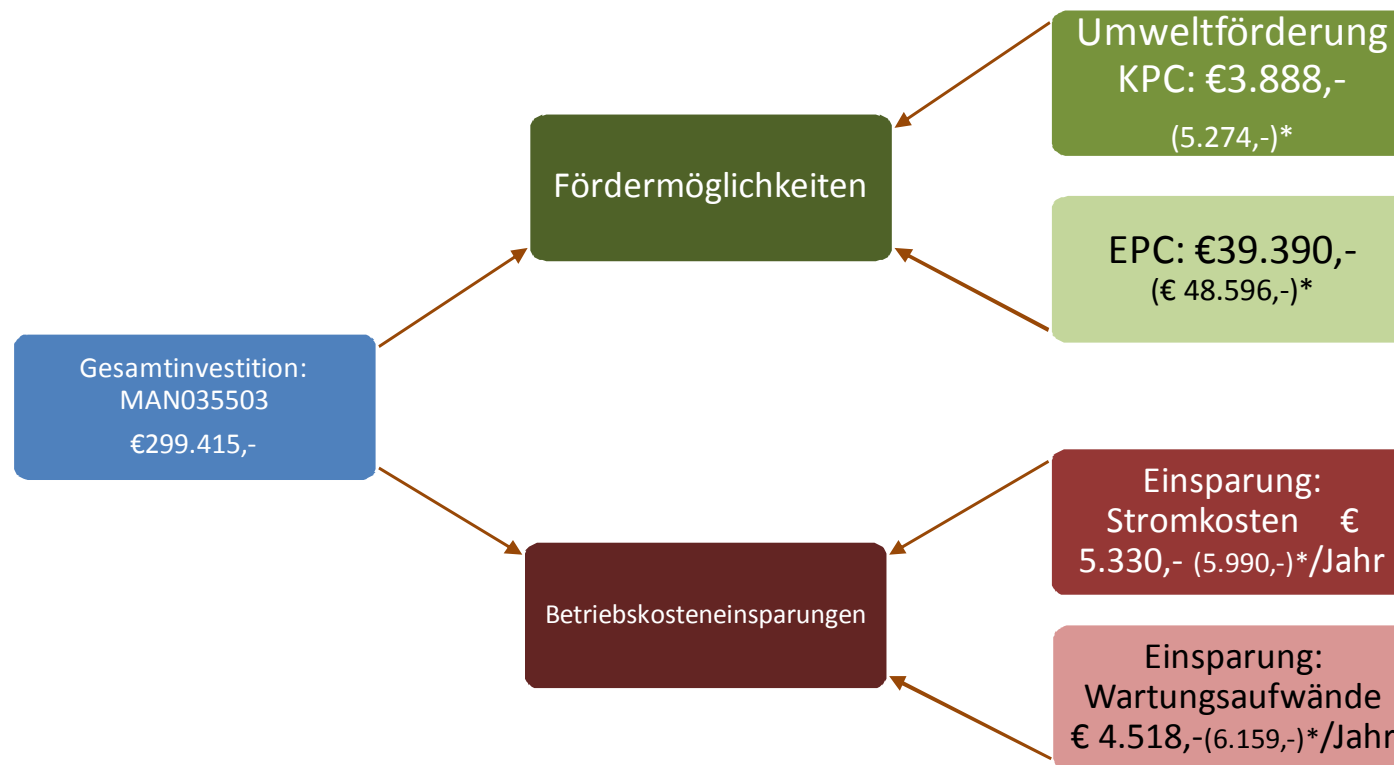 Umweltförderung
KPC: €3.888,-
(5.274,-)*
Fördermöglichkeiten
EPC: €39.390,-
(€ 48.596,-)*
Gesamtinvestition:
MAN035503
€299.415,-
Einsparung:
Stromkosten €
5.330,- (5.990,-)*/Jahr
Betriebskosteneinsparungen
Einsparung:
Wartungsaufwände
€ 4.518,-(6.159,-)*/Jahr